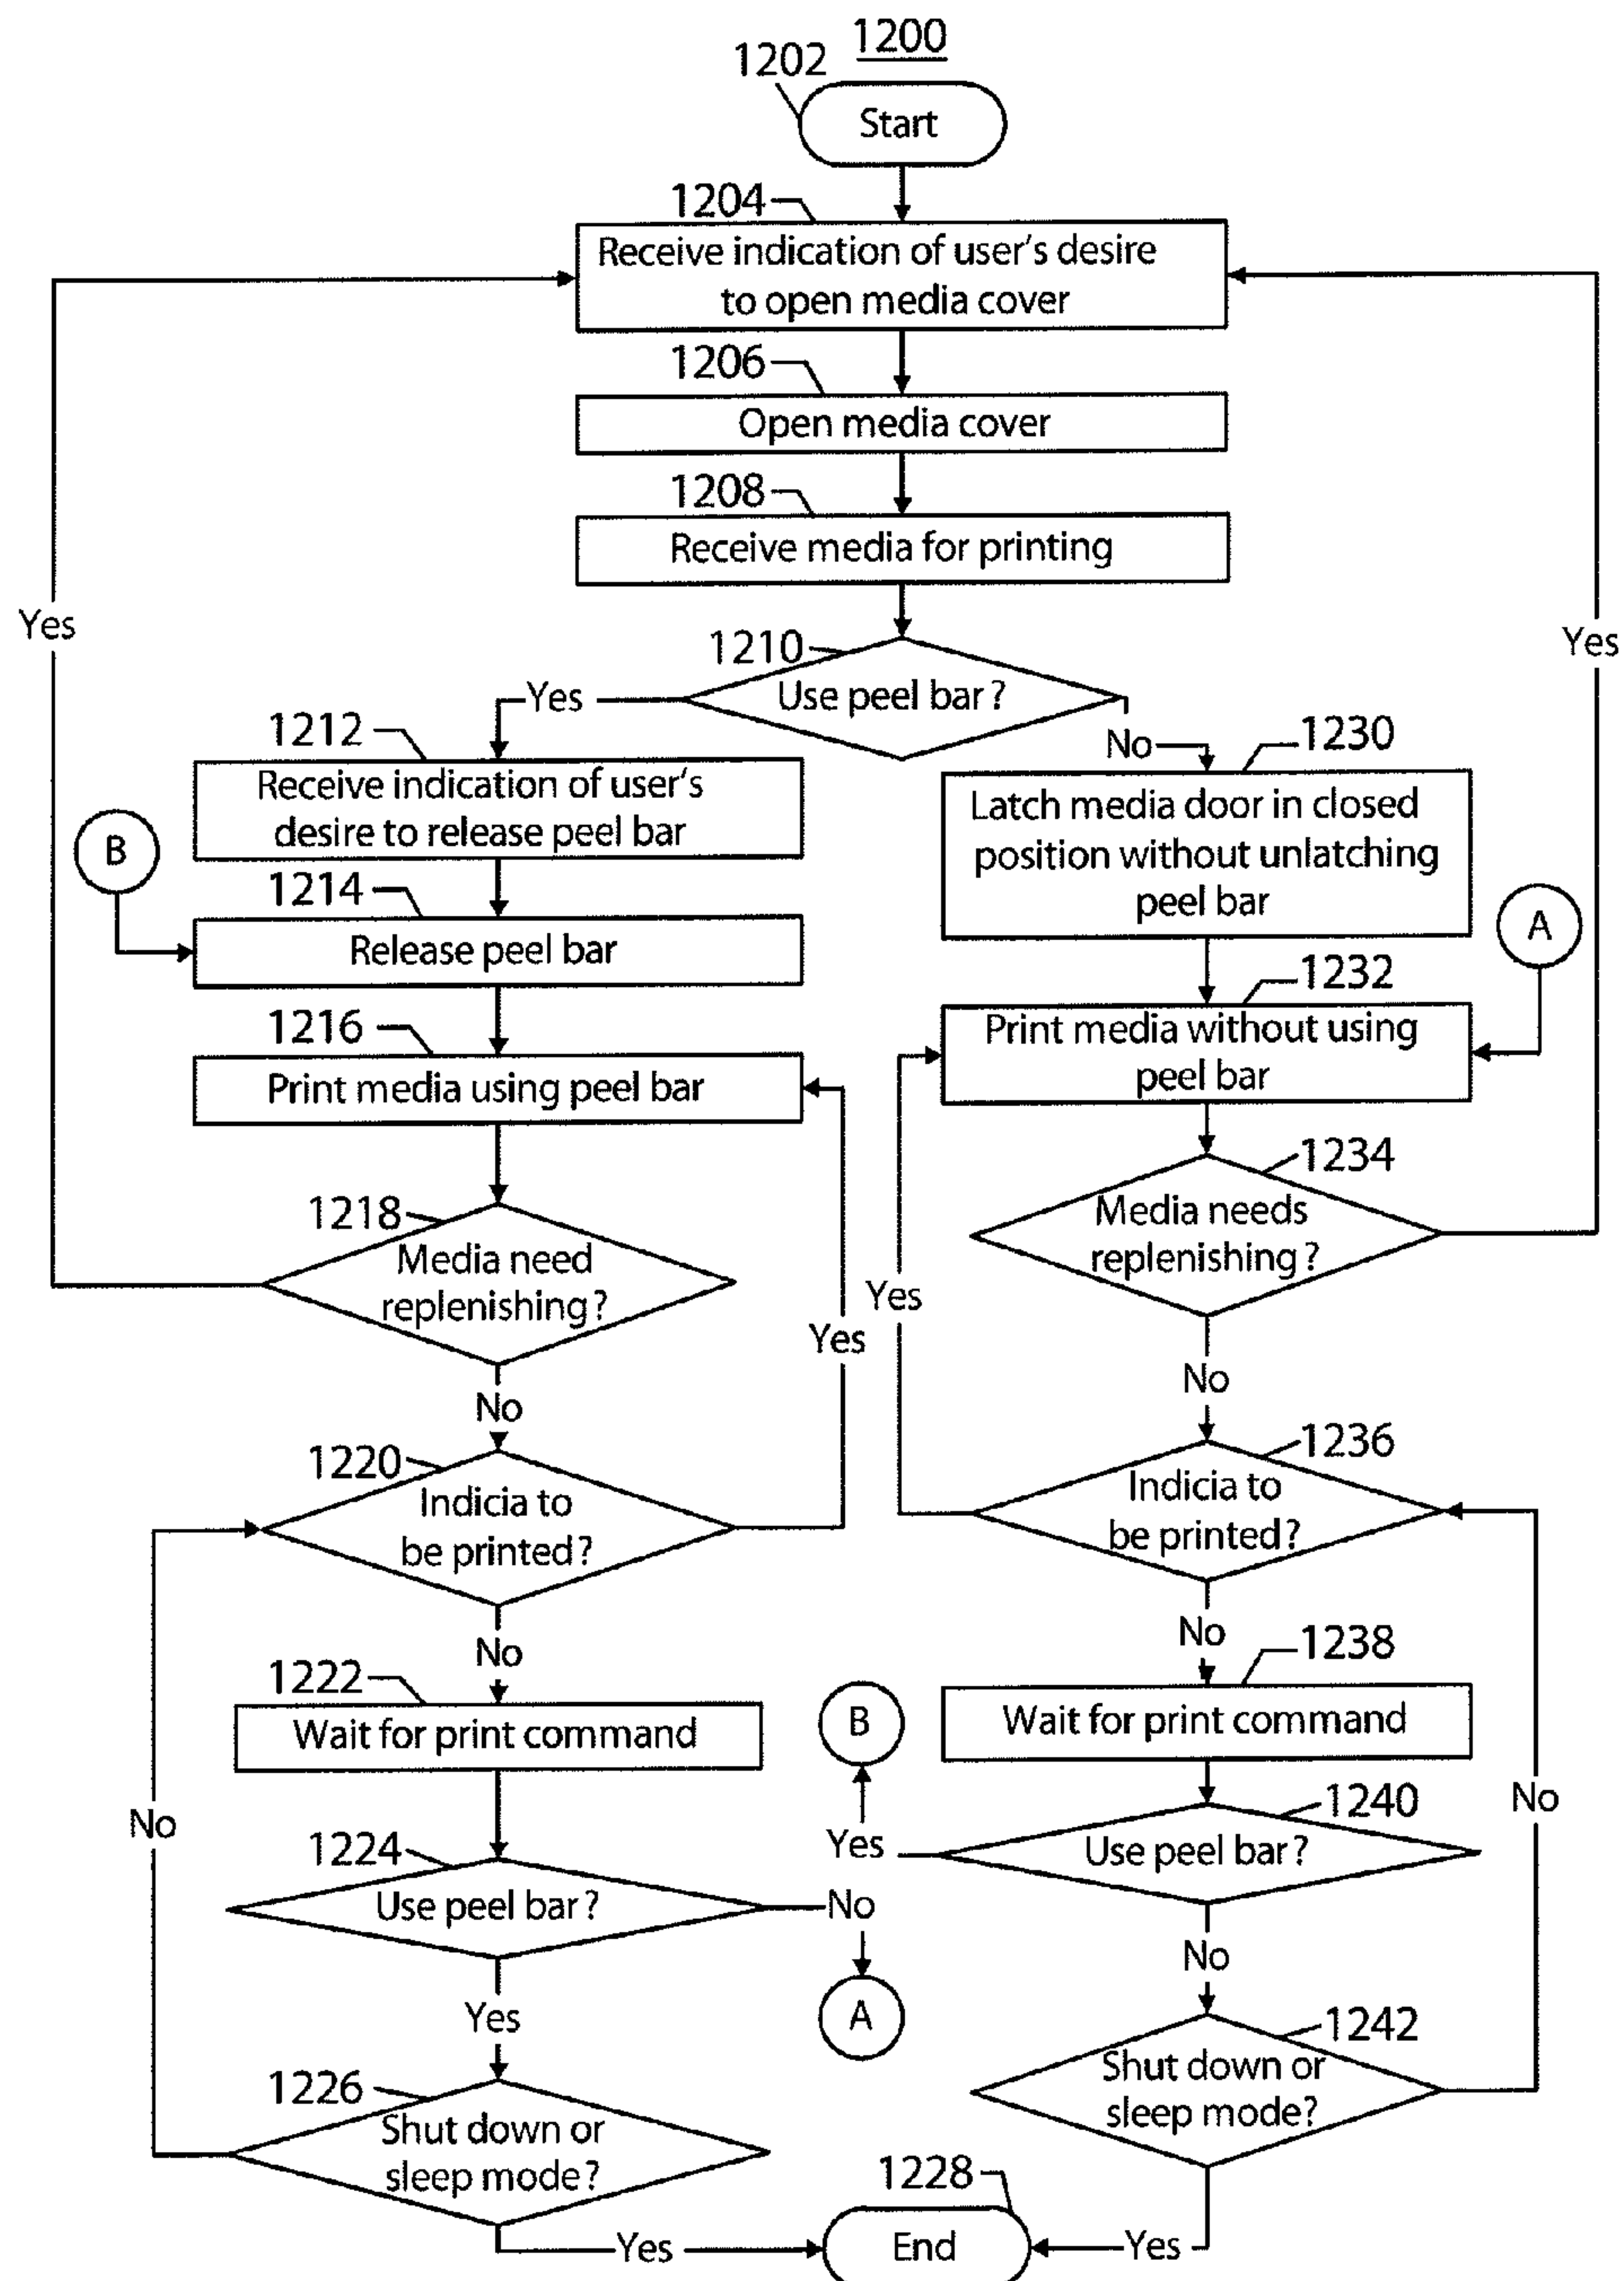 1200
1202
Start
1204
Receive indication of user's desire
to open media cover
1206
Open media cover
1208
Receive media for printing
Yes
Yes
1210
Use peel bar?
Yes
No
1212
Receive indication of user's
desire to release peel bar
1230
Latch media door in closed
position without unlatching
peel bar
B
A
1214
Release peel bar
1232
Print media without using
peel bar
1216
Print media using peel bar
1218
Media need
replenishing?
1234
Media needs
replenishing?
Yes
Yes
No
No
1220
Indicia to
be printed?
1236
Indicia to
be printed?
No
No
1222
Wait for print command
1238
Wait for print command
B
No
No
1224
Use peel bar?
Yes
1240
Use peel bar?
No
A
Yes
No
1226
Shut down or
sleep mode?
1242
Shut down or
sleep mode?
1228
Yes
End
Yes